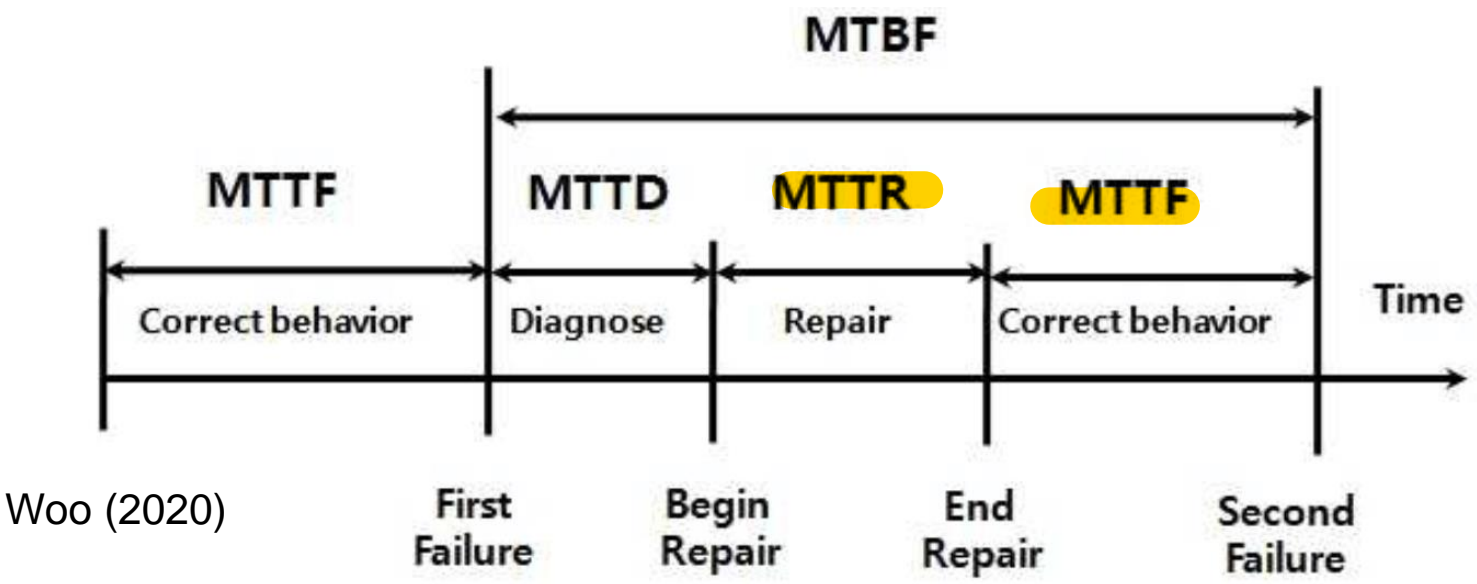 MTBF
MTTF MTTD MTTR MTTF
Time
Correct behavior Diagnose Repair Correct behavior
Woo (2020)
First Failure
Begin Repair
End Repair
Second Failure